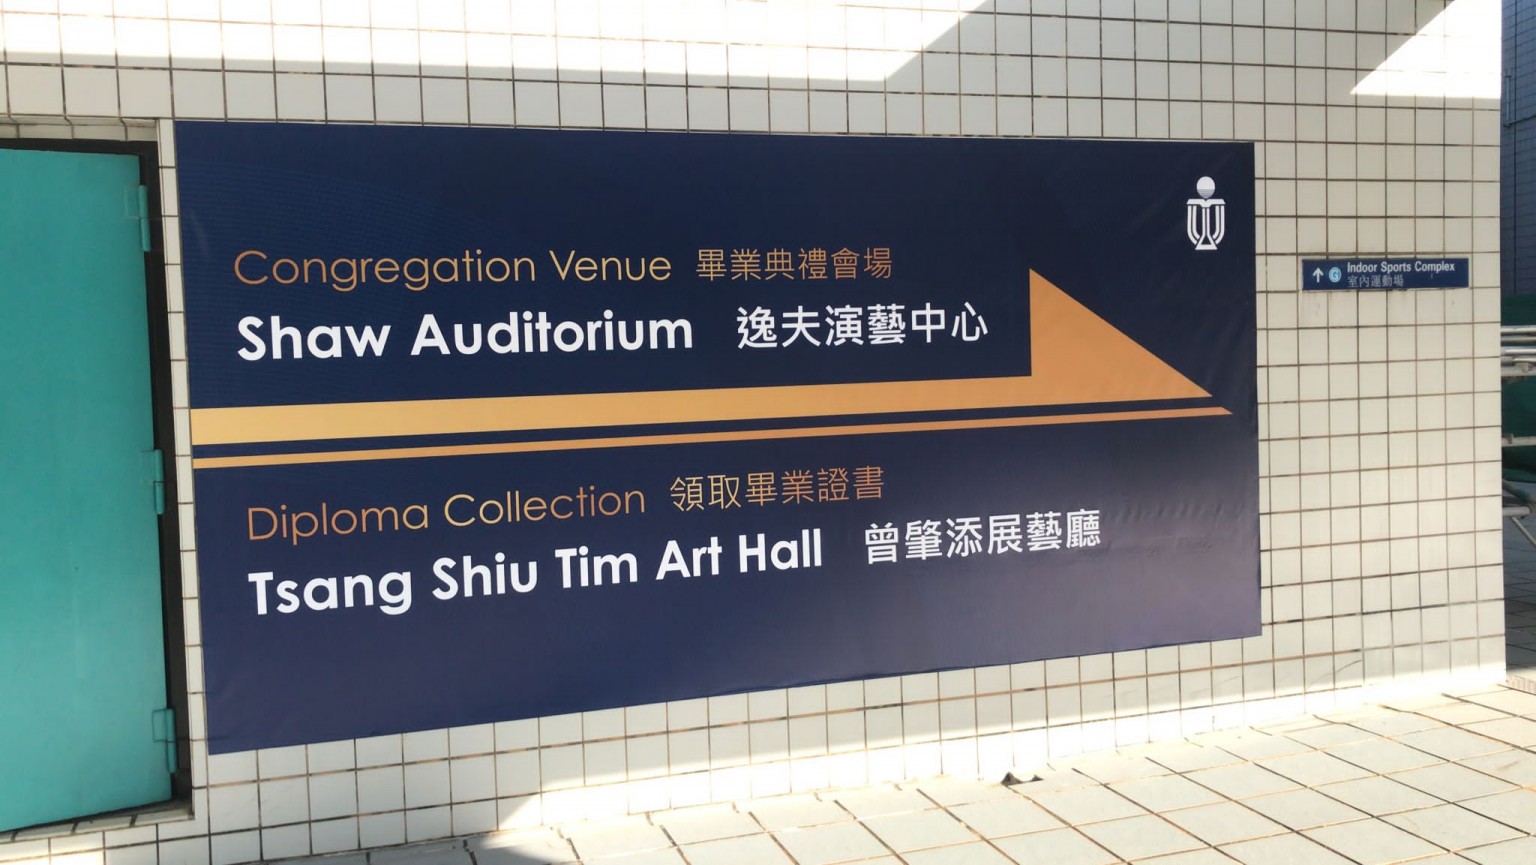 Congregation Venue 畢業典禮會場
Shaw Auditorium 逸夫演藝中心
Diploma Collection 領取畢業證書
Tsang Shiu Tim Art Hall 曾肇添展藝廳
Indoor Sports Complex
室內運動場